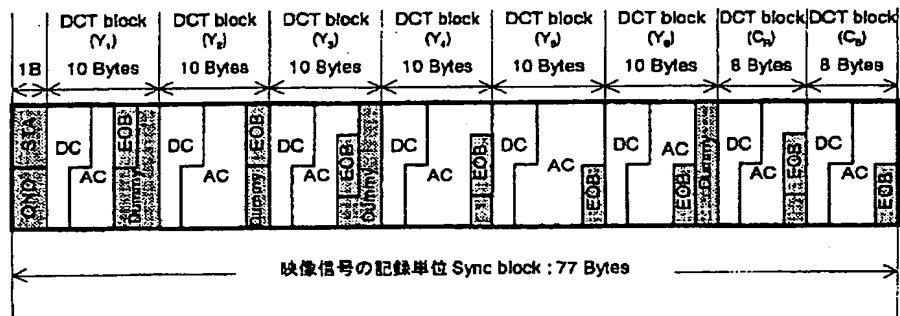 DCT block DCT block DCT block DCT block DCT block DCT block DCT block DCT block
(Y₁) (Y₂) (Y₃) (Y₄) (Y₅) (Y₆) (C_R) (C_B)
1B 10 Bytes 10 Bytes 10 Bytes 10 Bytes 10 Bytes 10 Bytes 8 Bytes 8 Bytes
STA
DC AC EOB Dummy
DC AC EOB Dummy
DC AC EOB Dummy
DC AC EOB
DC AC EOB
DC AC EOB Dummy
DC AC EOB
DC AC EOB
映像信号の記録単位 Sync block : 77 Bytes